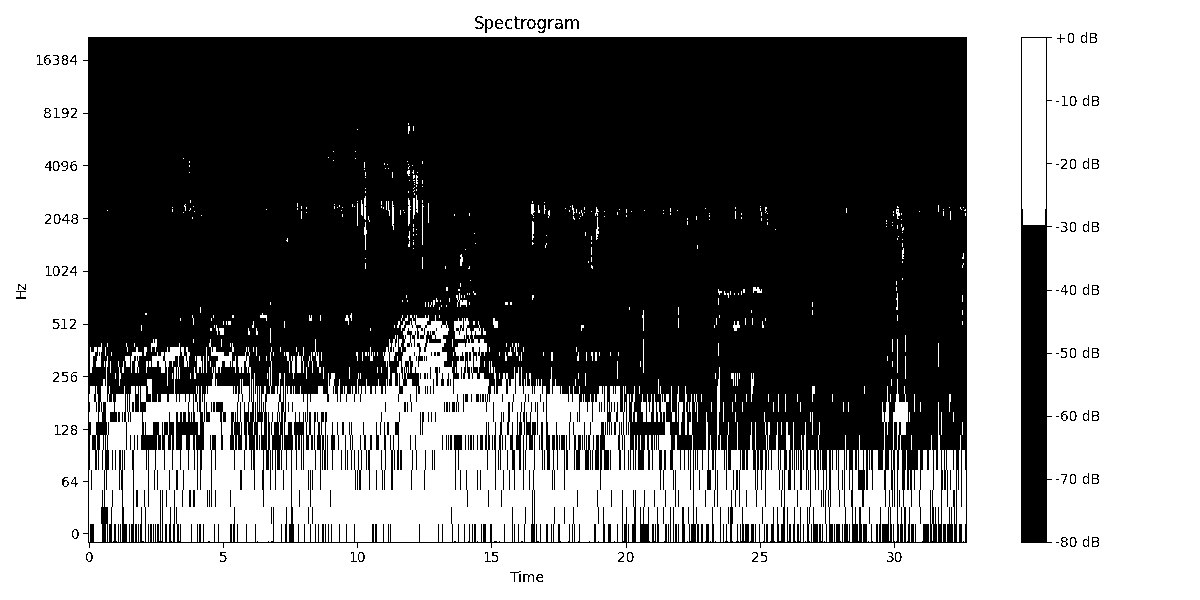 Spectrogram
16384
8192
4096
2048
1024
512
256
128
64
0
Hz
0 5 10 15 20 25 30
Time
+0 dB
-10 dB
-20 dB
-30 dB
-40 dB
-50 dB
-60 dB
-70 dB
-80 dB